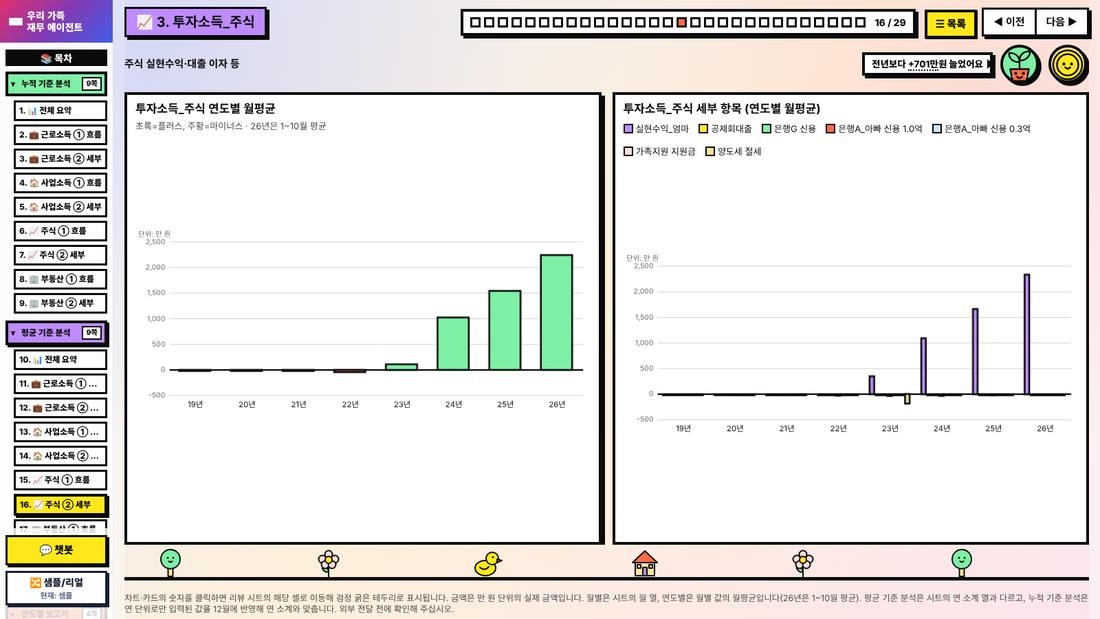 우리 가족
재무 에이전트
📚 목차
▼ 누적 기준 분석 9쪽
1. 📊 전체 요약
2. 💼 근로소득 ① 흐름
3. 💼 근로소득 ② 세부
4. 🏠 사업소득 ① 흐름
5. 🏠 사업소득 ② 세부
6. 📈 주식 ① 흐름
7. 📈 주식 ② 세부
8. 🏢 부동산 ① 흐름
9. 🏢 부동산 ② 세부
▼ 평균 기준 분석 9쪽
10. 📊 전체 요약
11. 💼 근로소득 ① ...
12. 💼 근로소득 ② ...
13. 🏠 사업소득 ① ...
14. 🏠 사업소득 ② ...
15. 📈 주식 ① 흐름
16. 📈 주식 ② 세부
17. 🏢 부동산 ① 흐름
💬 챗봇
🔀 샘플/리얼
현재: 샘플
연도별 보고서 4쪽
📈 3. 투자소득_주식
16 / 29
☰ 목록
◀ 이전
다음 ▶
주식 실현수익·대출 이자 등
전년보다 +701만원 늘었어요
투자소득_주식 연도별 월평균
초록=플러스, 주황=마이너스 · 26년은 1~10월 평균
단위: 만 원
2,500
2,000
1,500
1,000
500
0
-500
19년 20년 21년 22년 23년 24년 25년 26년
투자소득_주식 세부 항목 (연도별 월평균)
실현수익_엄마 공제회대출 은행G 신용 은행A_아빠 신용 1.0억 은행A_아빠 신용 0.3억
가족지원 지원금 양도세 절세
단위: 만 원
2,500
2,000
1,500
1,000
500
0
-500
19년 20년 21년 22년 23년 24년 25년 26년
차트·카드의 숫자를 클릭하면 리뷰 시트의 해당 셀로 이동해 검정 굵은 테두리로 표시됩니다. 금액은 만 원 단위의 실제 금액입니다. 월별은 시트의 월 열, 연도별은 월별 값의 월평균입니다(26년은 1~10월 평균). 평균 기준 분석은 시트의 연 소계 열과 다르고, 누적 기준 분석은
연 단위로만 입력된 값을 12월에 반영해 연 소계와 맞춥니다. 외부 전달 전에 확인해 주십시오.